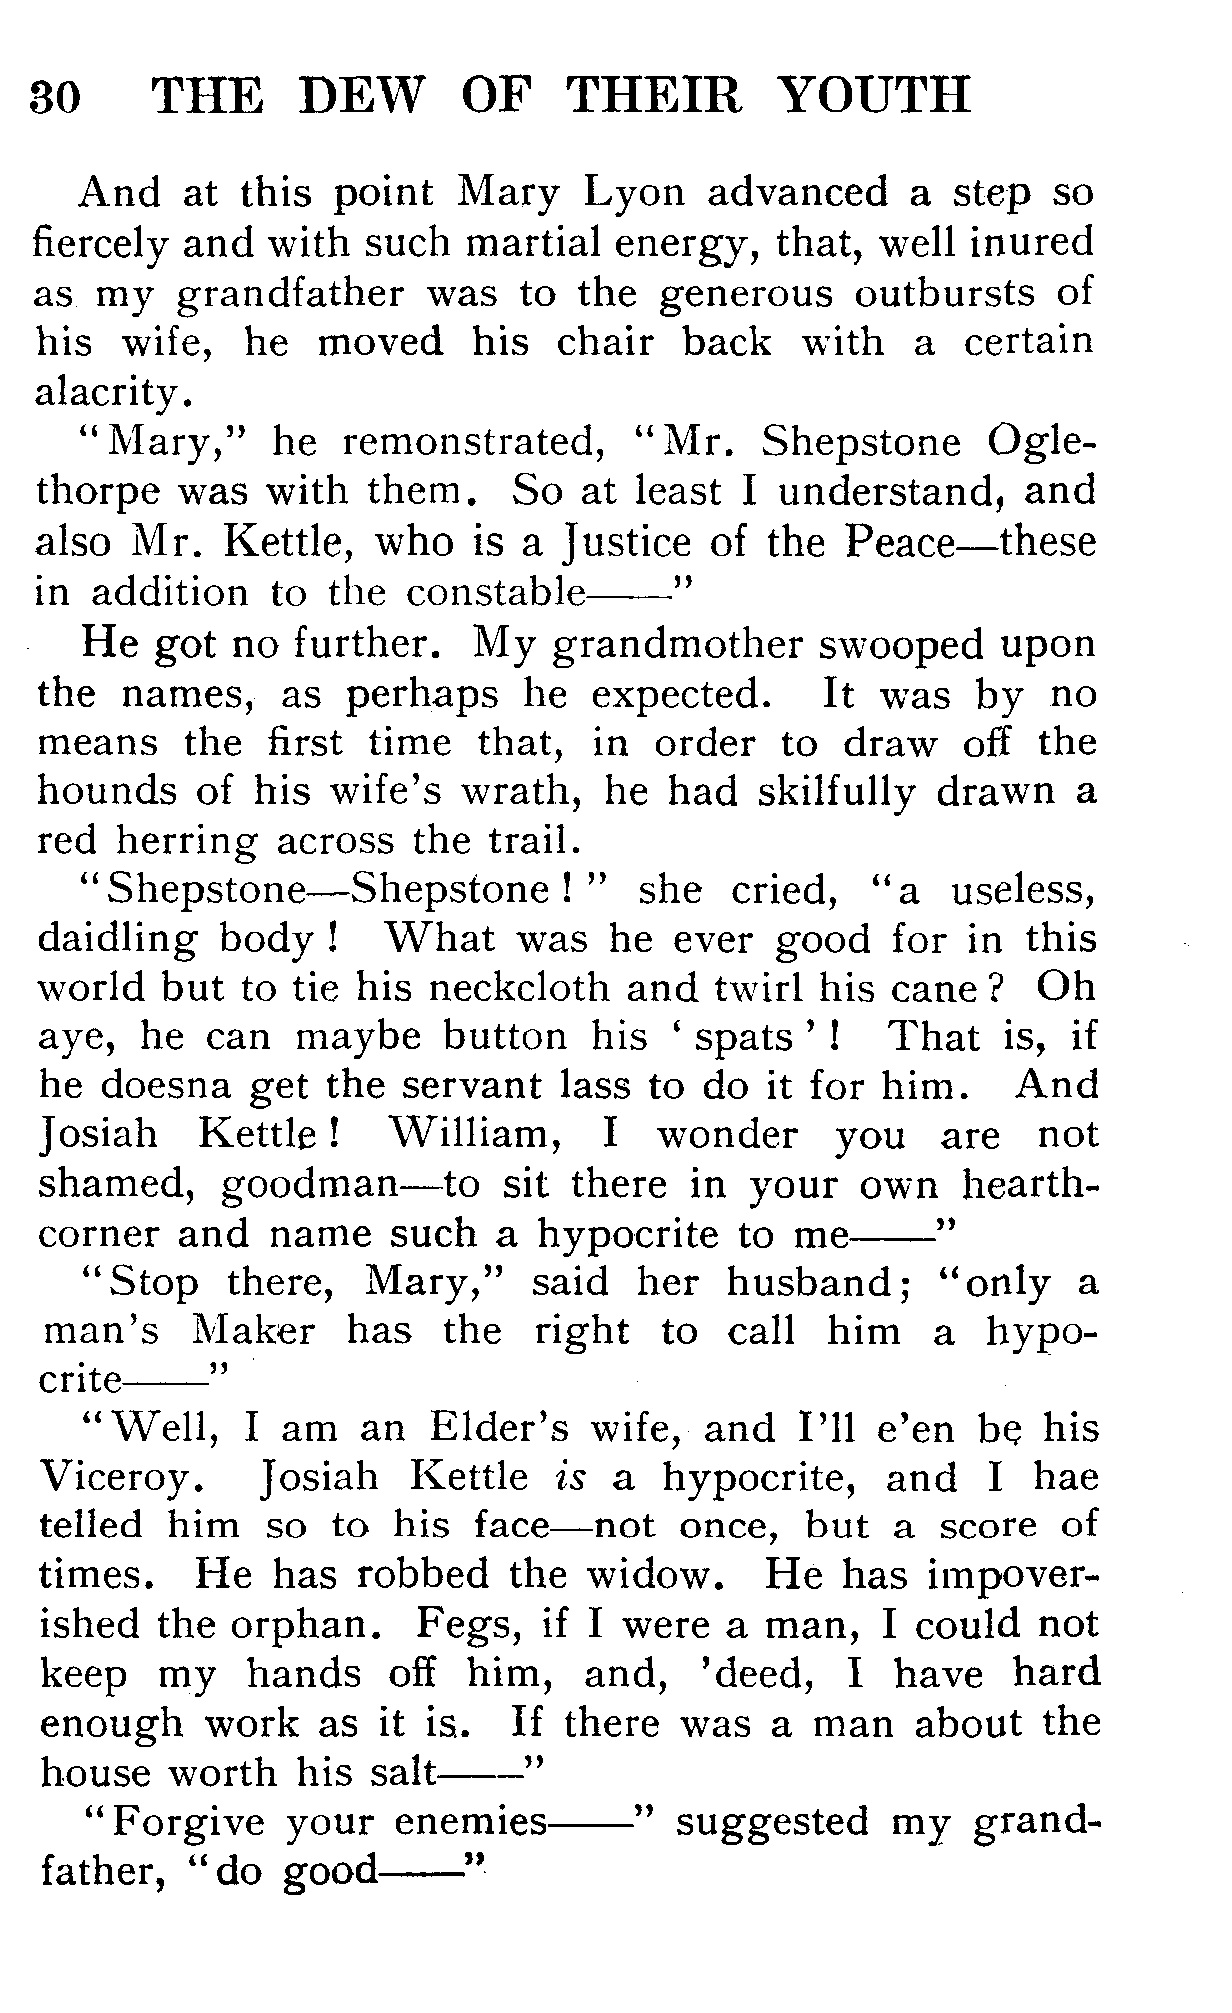 30 THE DEW OF THEIR YOUTH
And at this point Mary Lyon advanced a step so
fiercely and with such martial energy, that, well inured
as my grandfather was to the generous outbursts of
his wife, he moved his chair back with a certain
alacrity.
"Mary," he remonstrated, "Mr. Shepstone Ogle-
thorpe was with them. So at least I understand, and
also Mr. Kettle, who is a Justice of the Peace—these
in addition to the constable——"
He got no further. My grandmother swooped upon
the names, as perhaps he expected. It was by no
means the first time that, in order to draw off the
hounds of his wife's wrath, he had skilfully drawn a
red herring across the trail.
"Shepstone—Shepstone!" she cried, "a useless,
daidling body! What was he ever good for in this
world but to tie his neckcloth and twirl his cane? Oh
aye, he can maybe button his 'spats'! That is, if
he doesna get the servant lass to do it for him. And
Josiah Kettle! William, I wonder you are not
shamed, goodman—to sit there in your own hearth-
corner and name such a hypocrite to me——"
"Stop there, Mary," said her husband; "only a
man's Maker has the right to call him a hypo-
crite——"
"Well, I am an Elder's wife, and I'll e'en be his
Viceroy. Josiah Kettle is a hypocrite, and I hae
telled him so to his face—not once, but a score of
times. He has robbed the widow. He has impover-
ished the orphan. Fegs, if I were a man, I could not
keep my hands off him, and, 'deed, I have hard
enough work as it is. If there was a man about the
house worth his salt——"
"Forgive your enemies——" suggested my grand-
father, "do good——"